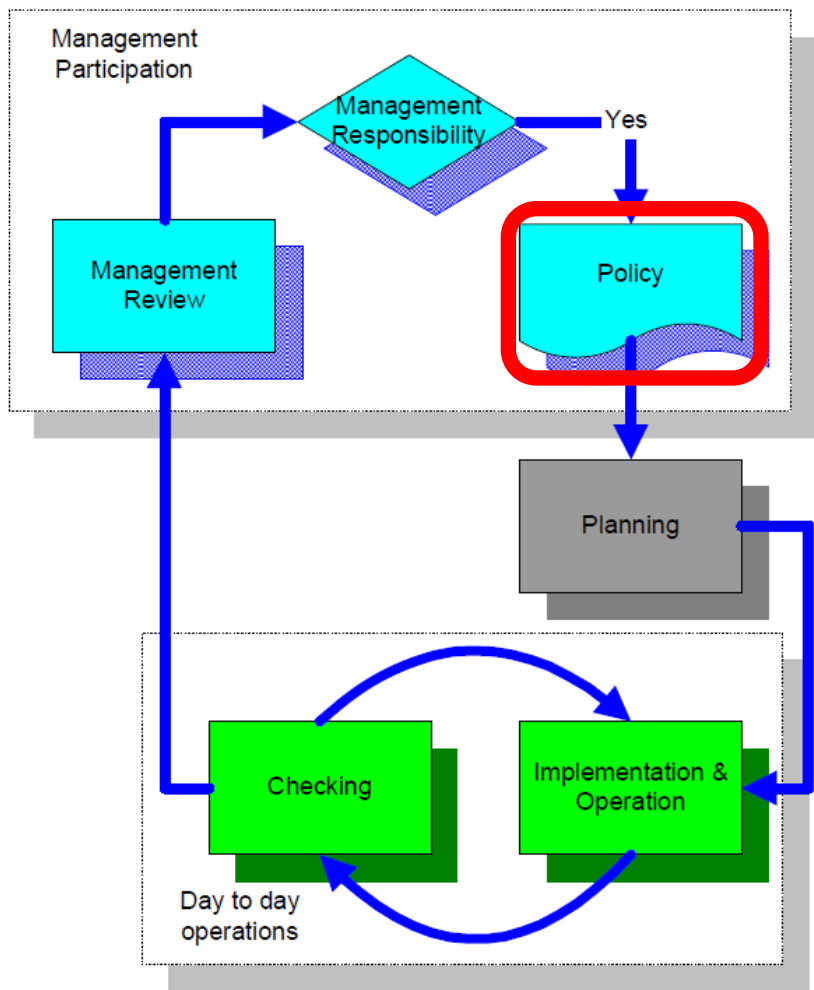 Management
Participation
Management
Responsibility
Yes
Management
Review
Policy
Planning
Checking
Implementation &
Operation
Day to day
operations